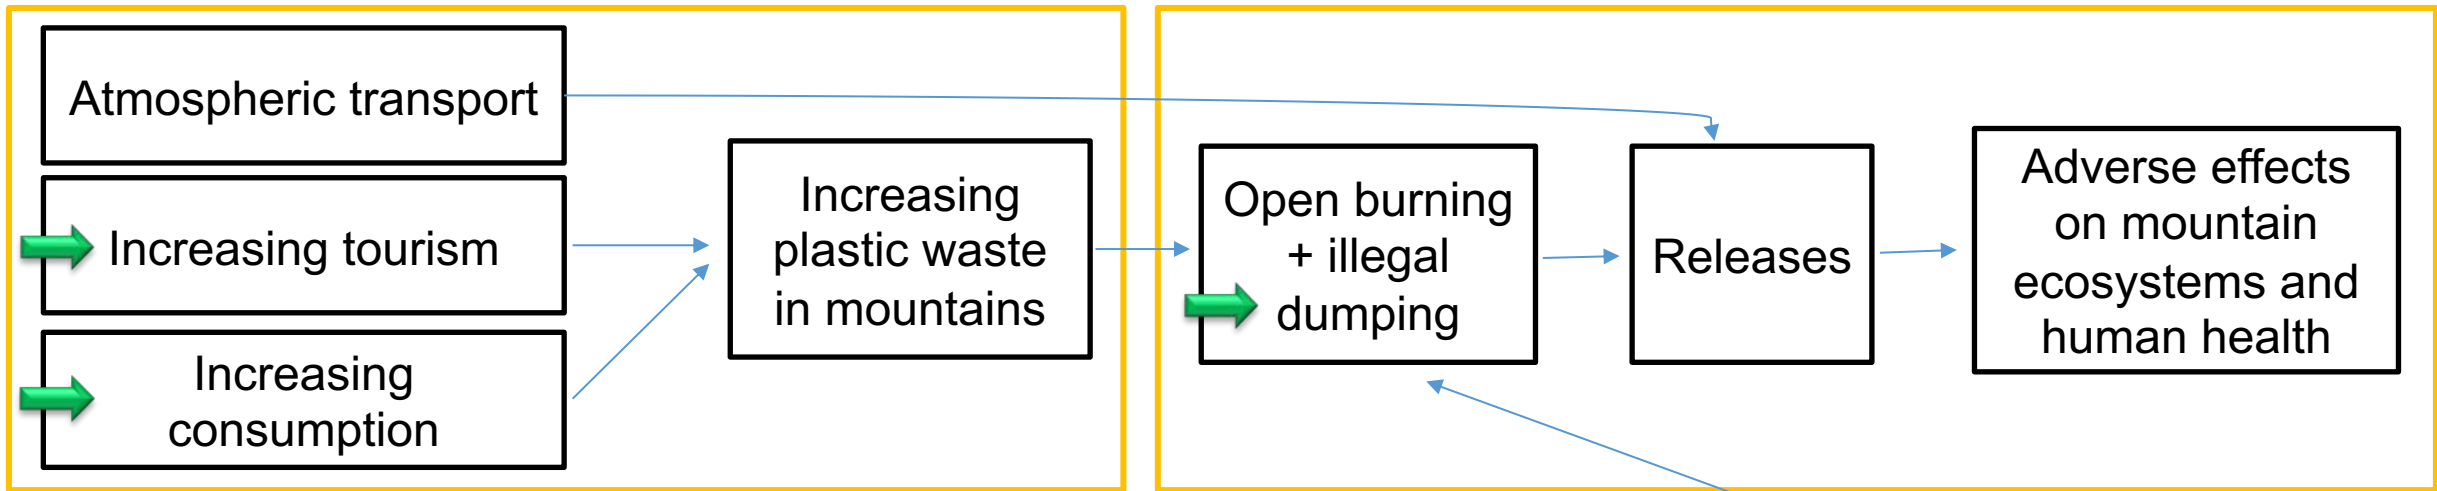 Atmospheric transport
Increasing tourism
Increasing
consumption
Increasing
plastic waste
in mountains
Open burning
+ illegal
dumping
Releases
Adverse effects
on mountain
ecosystems and
human health